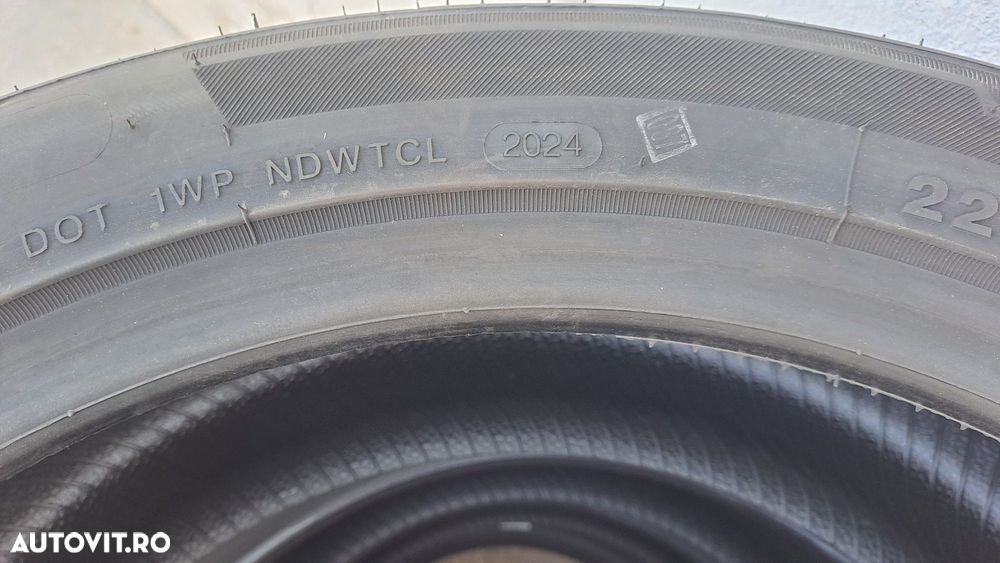 DOT 1WP NDWTCL 2024
22
AUTOVIT.RO